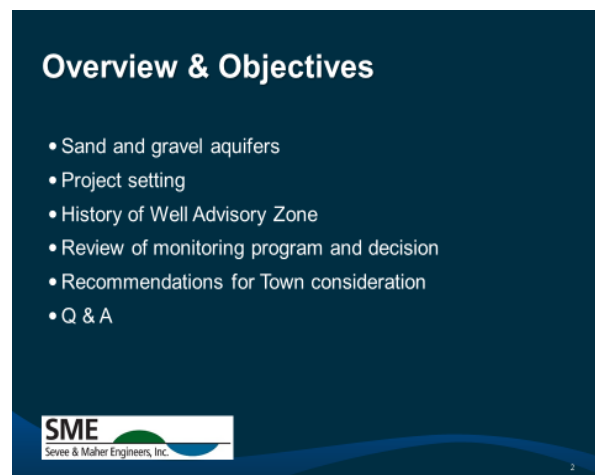 Overview & Objectives
• Sand and gravel aquifers
• Project setting
• History of Well Advisory Zone
• Review of monitoring program and decision
• Recommendations for Town consideration
• Q & A
SME
Sevee & Maher Engineers, Inc.
2